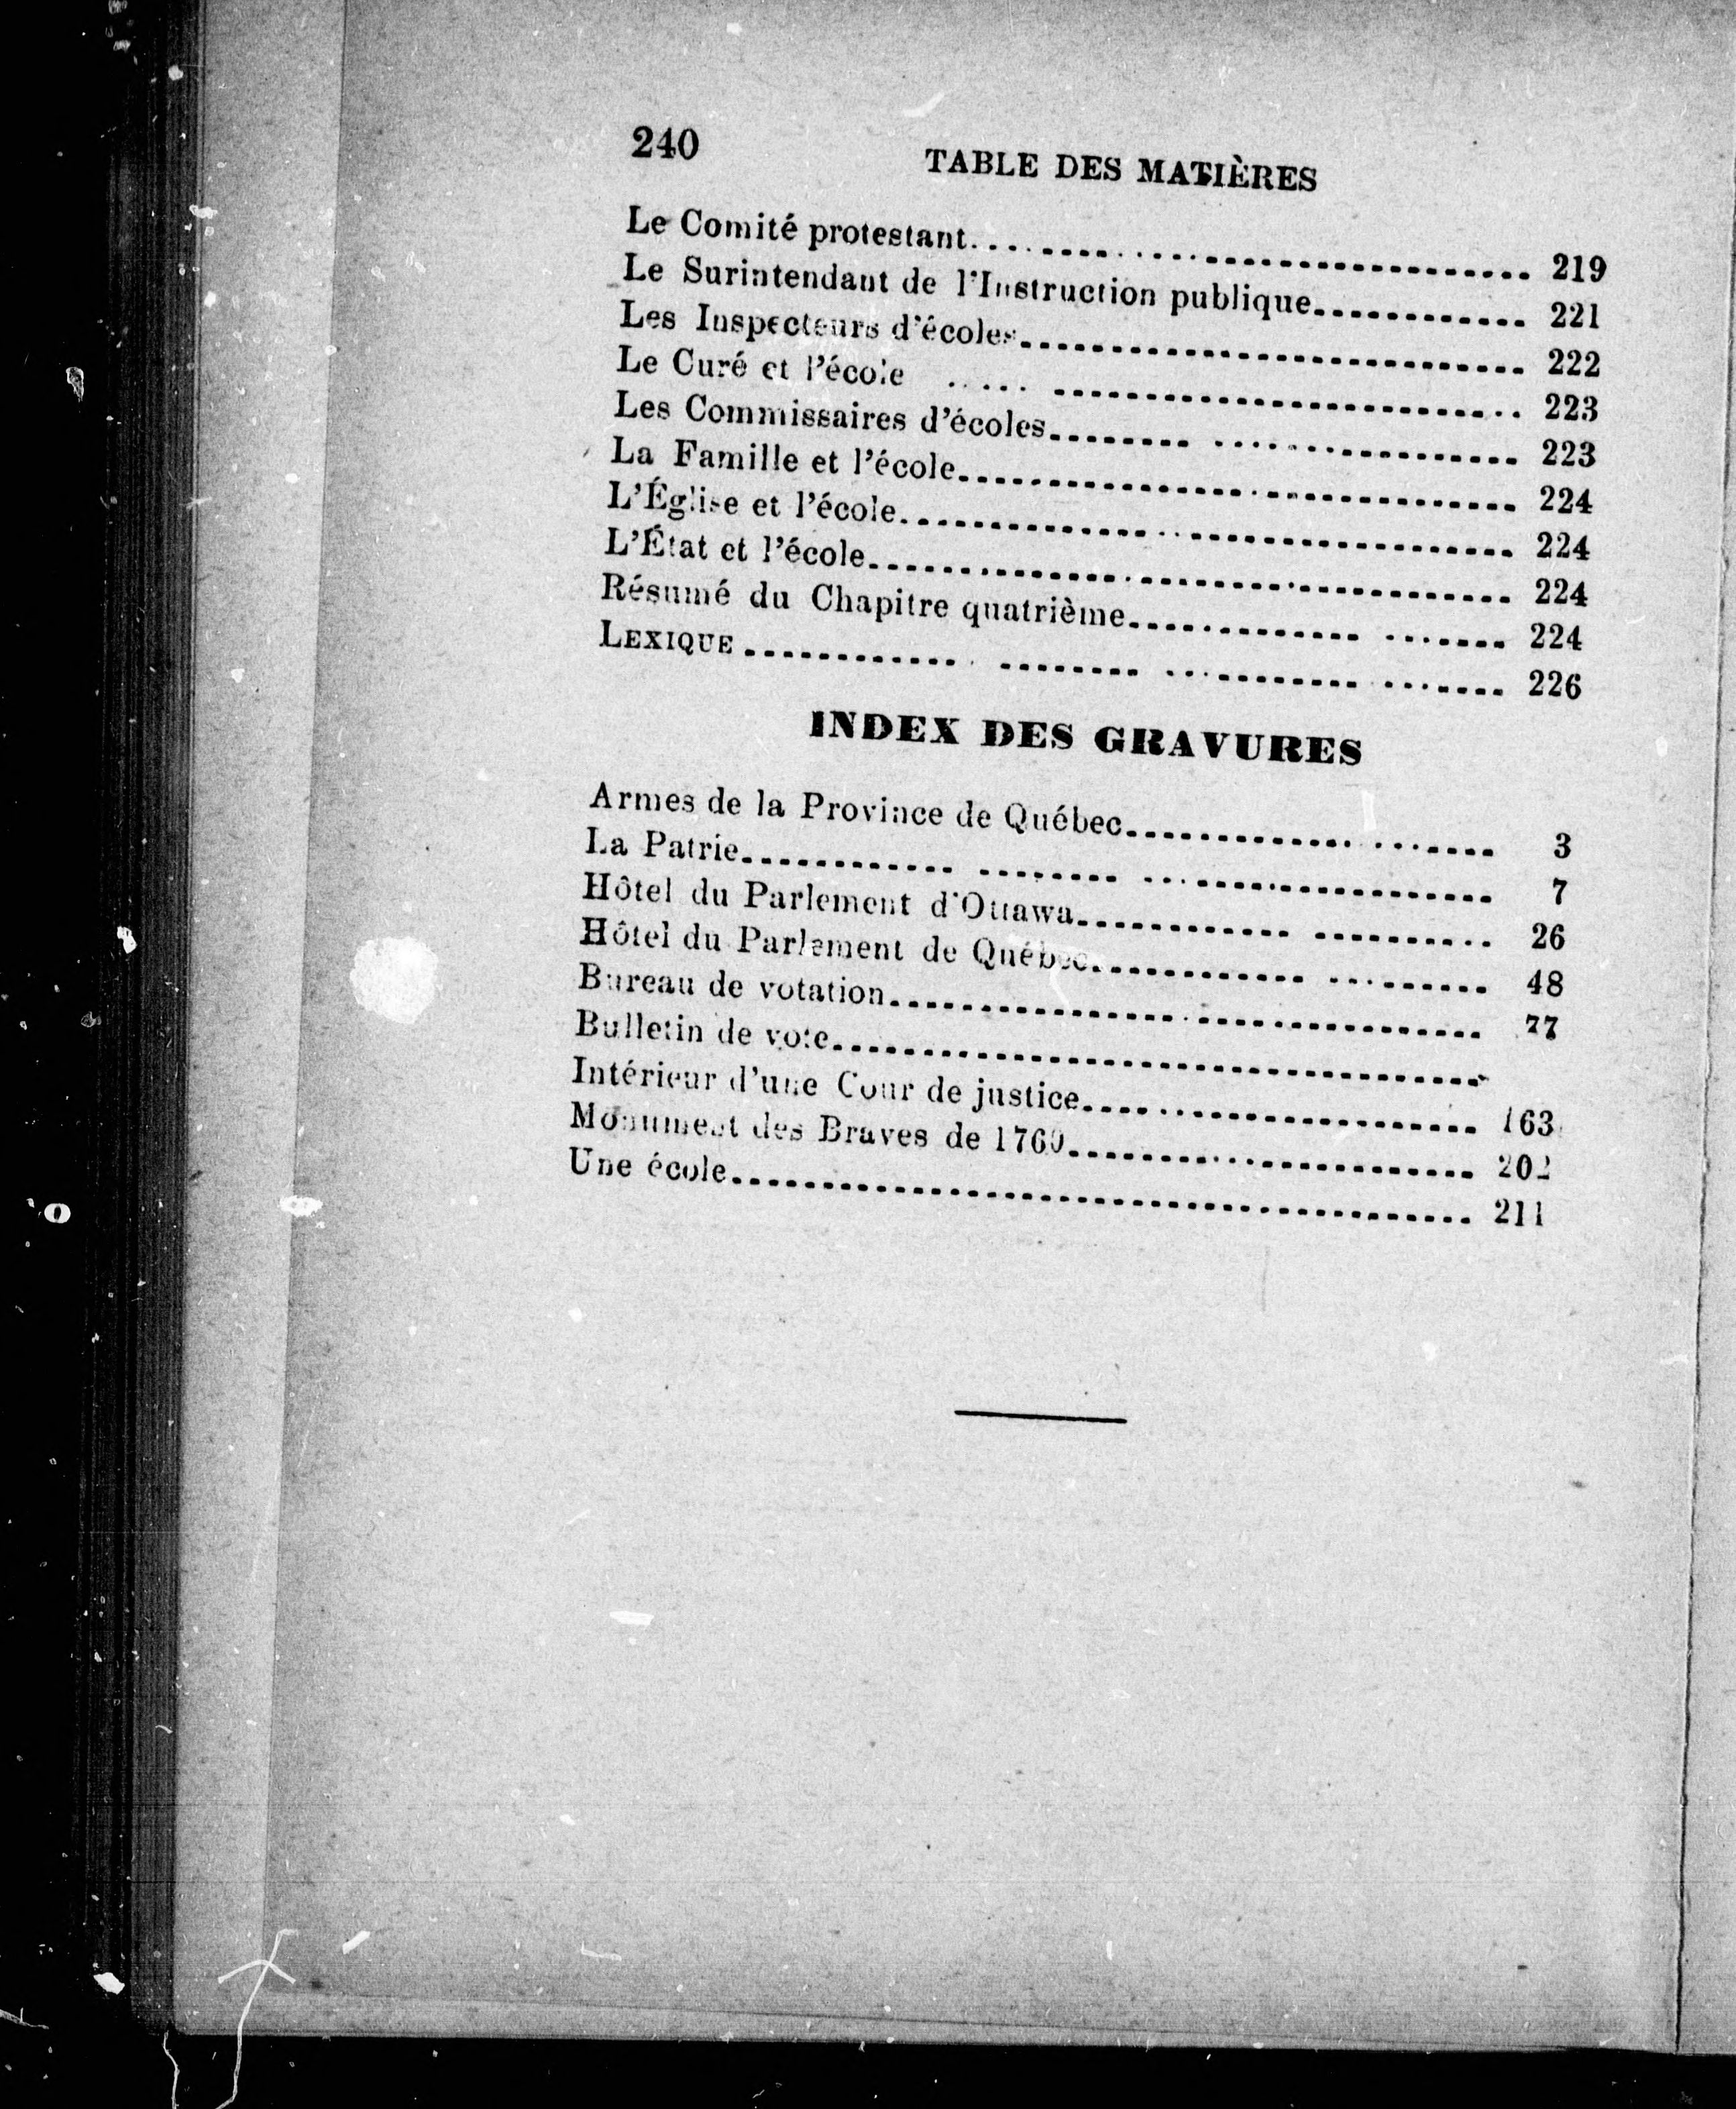 240 TABLE DES MATIÈRES
Le Comité protestant........................ 219
Le Surintendant de l'Instruction publique............ 221
Les Inspecteurs d'écoles............................ 222
Le Curé et l'école ..... .......................... 223
Les Commissaires d'écoles........ .................. 223
La Famille et l'école............................... 224
L'Église et l'école.................................. 224
L'État et l'école.................................... 224
Résumé du Chapitre quatrième............. ....... 224
LEXIQUE ............ ........ ........... ....... 226
INDEX DES GRAVURES
Armes de la Province de Québec............. ....... 3
La Patrie............ ........ ................... 7
Hôtel du Parlement d'Ottawa............ .......... 26
Hôtel du Parlement de Québec............ ......... 48
Bureau de votation................................. 77
Bulletin de vote.....................................
Intérieur d'une Cour de justice...................... 163
Monument des Braves de 1760.......................
Une école.......................................... 211